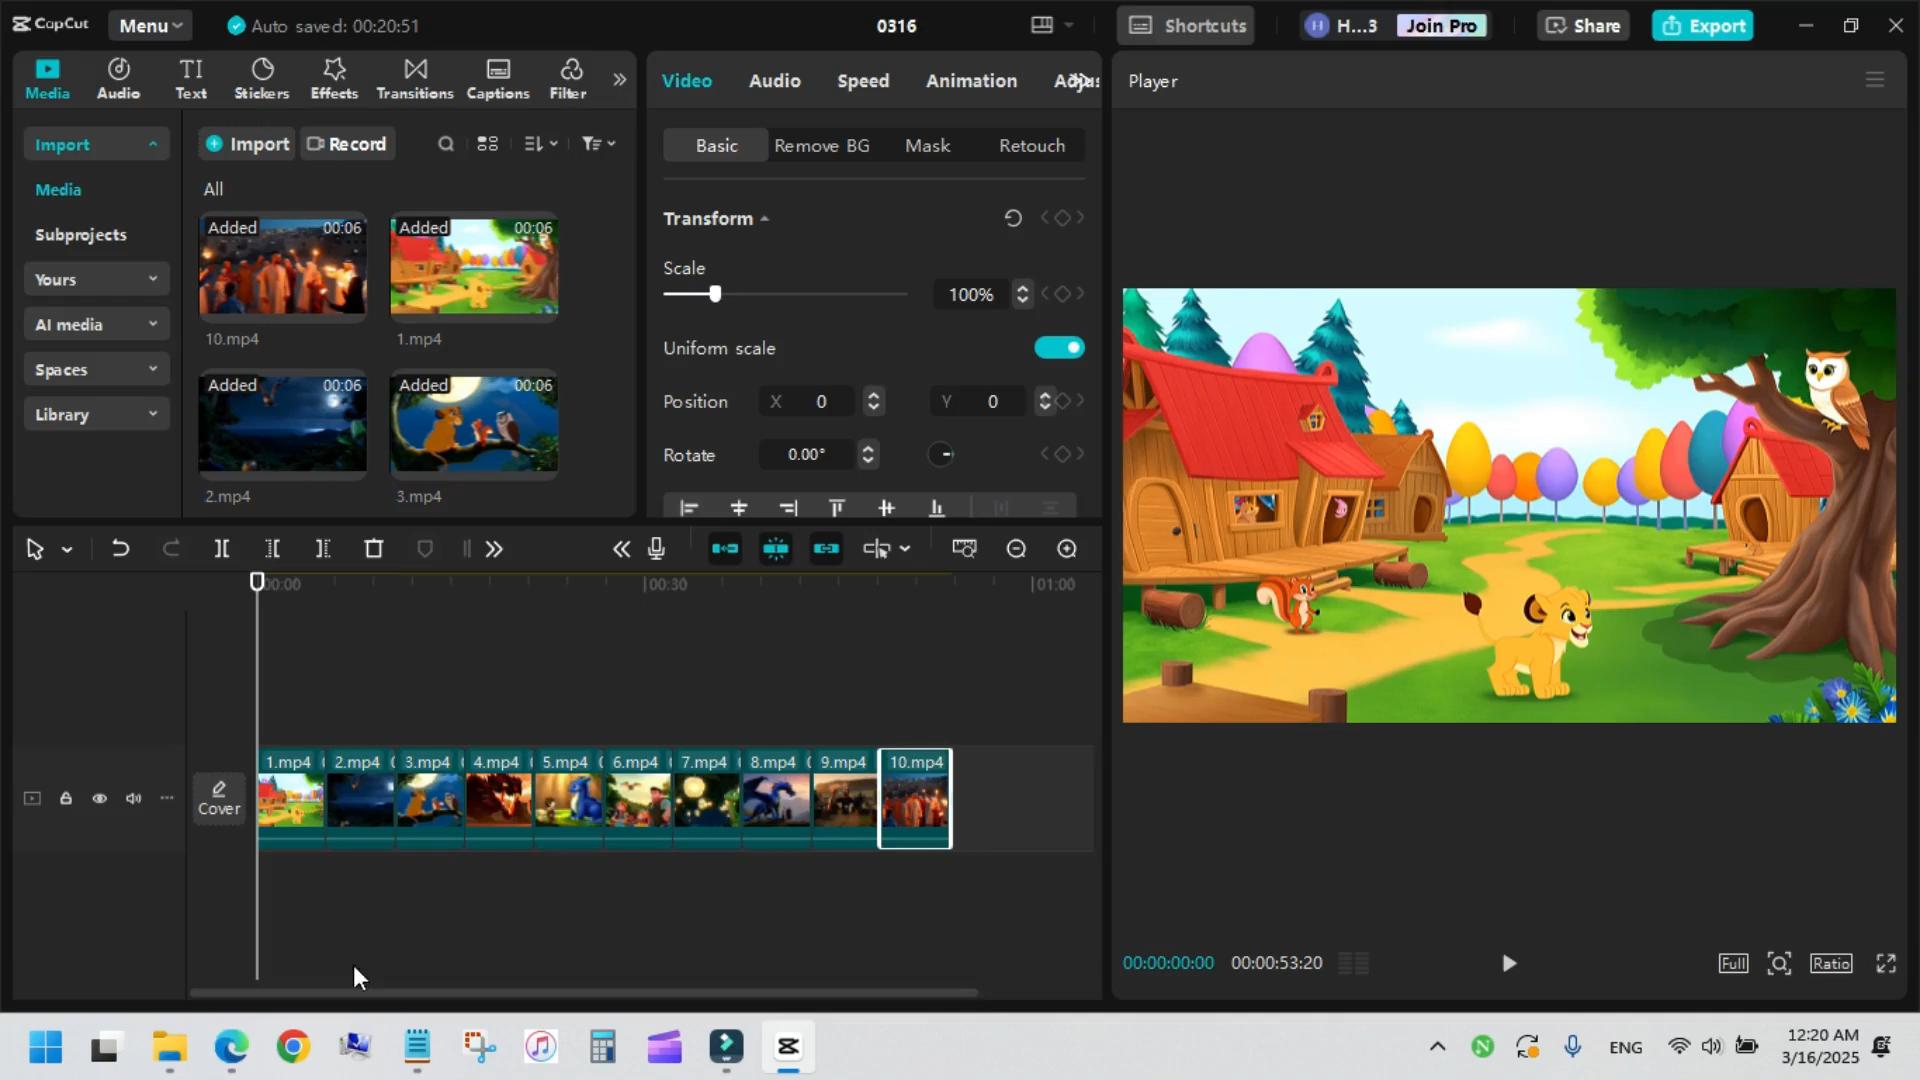 CapCut
Menu
Auto saved: 00:20:51
0316
Shortcuts
H
H...3
Join Pro
Share
Export
Media
Audio
Text
Stickers
Effects
Transitions
Captions
Filter
Import
Media
Subprojects
Yours
AI media
Spaces
Library
Import
Record
All
Added 00:06
10.mp4
Added 00:06
1.mp4
Added 00:06
2.mp4
Added 00:06
3.mp4
Video
Audio
Speed
Animation
Basic
Remove BG
Mask
Retouch
Transform
Scale
100%
Uniform scale
Position X 0 Y 0
Rotate 0.00°
Player
00:00:00:00 00:00:53:20
Full
Ratio
00:00
00:30
01:00
Cover
1.mp4
2.mp4
3.mp4
4.mp4
5.mp4
6.mp4
7.mp4
8.mp4
9.mp4
10.mp4
N
ENG
12:20 AM
3/16/2025